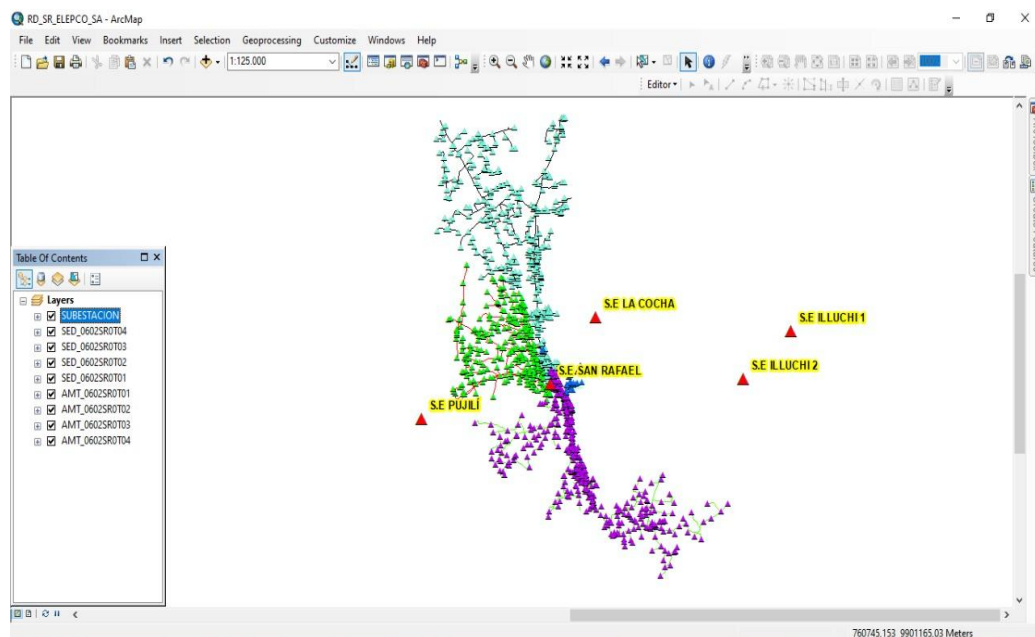 RD_SR_ELEPCO_SA - ArcMap
File Edit View Bookmarks Insert Selection Geoprocessing Customize Windows Help
1:125.000
Editor
S.E LA COCHA
S.E ILLUCHI 1
S.E ILLUCHI 2
S.E SAN RAFAEL
S.E PUJILÍ
Table Of Contents
Layers
SUBESTACION
SED_0602SR0T04
SED_0602SR0T03
SED_0602SR0T02
SED_0602SR0T01
AMT_0602SR0T01
AMT_0602SR0T02
AMT_0602SR0T03
AMT_0602SR0T04
760745.153 9901165.03 Meters